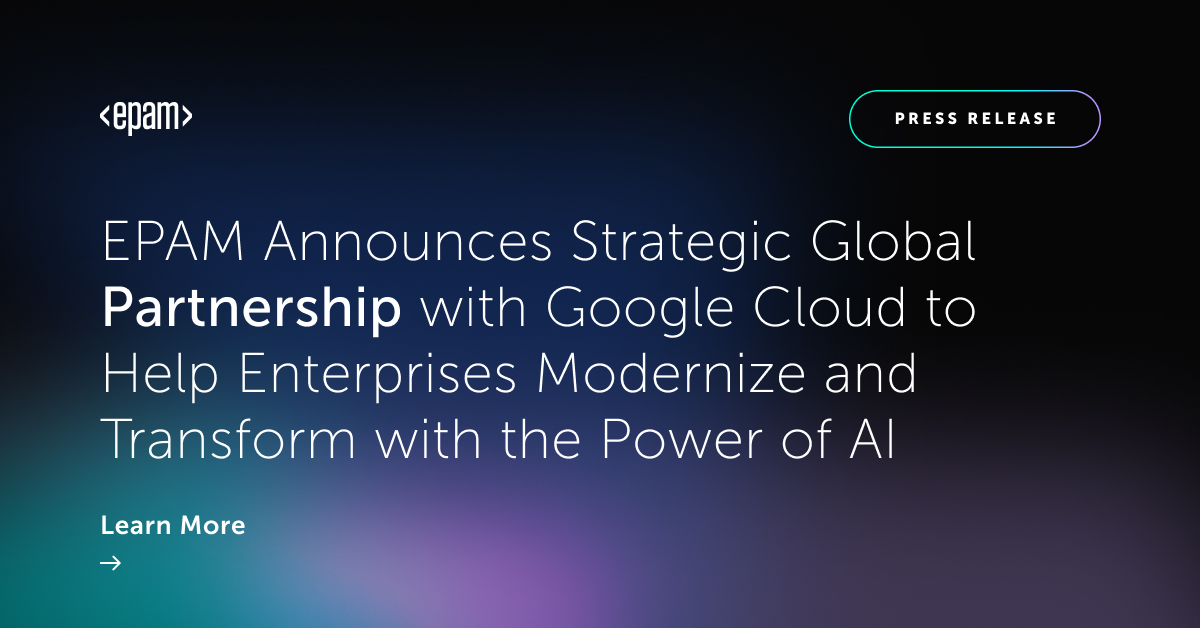 <epam>
PRESS RELEASE
EPAM Announces Strategic Global
Partnership with Google Cloud to
Help Enterprises Modernize and
Transform with the Power of AI
Learn More
→